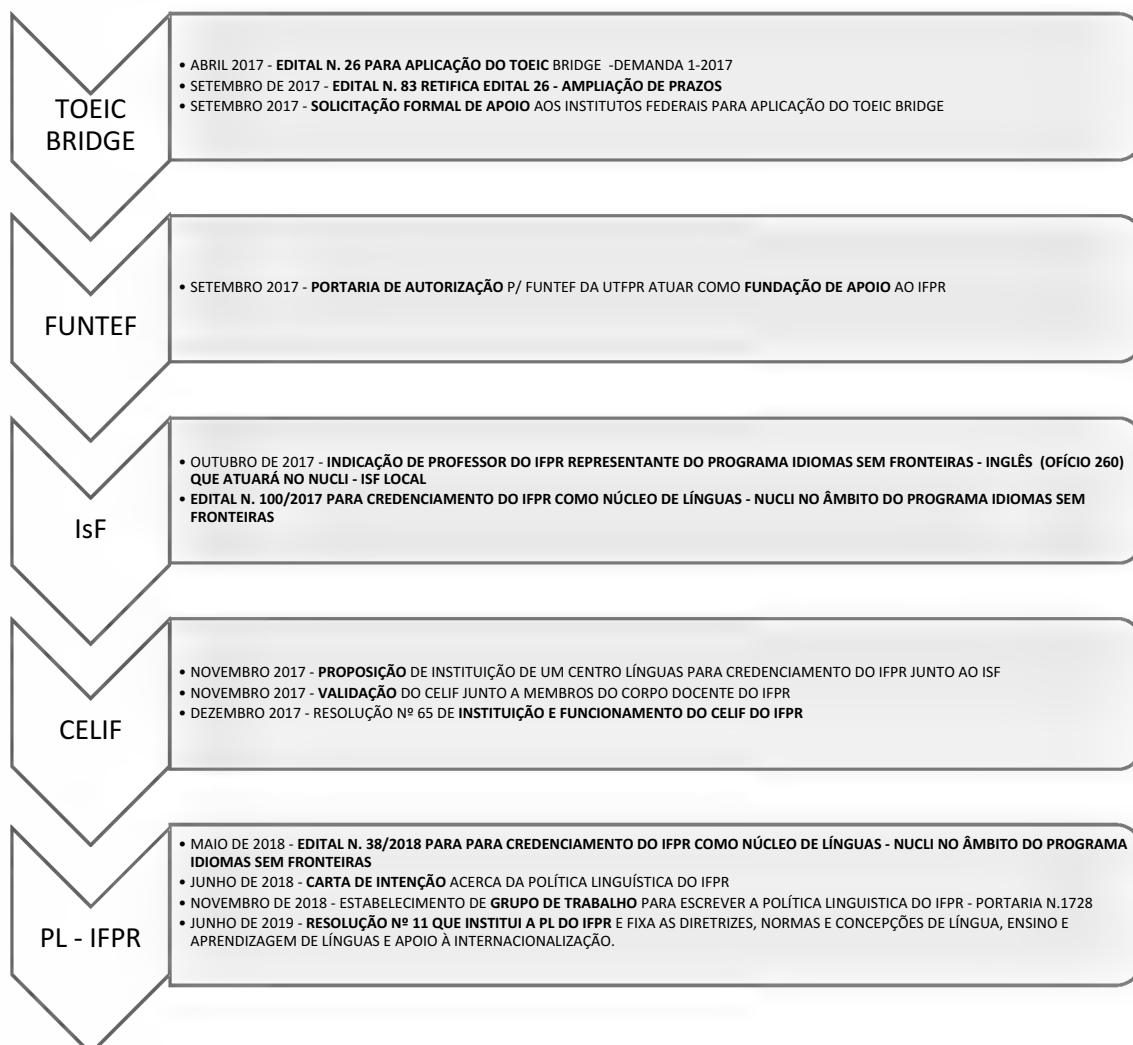 TOEIC
BRIDGE
• ABRIL 2017 - EDITAL N. 26 PARA APLICAÇÃO DO TOEIC BRIDGE -DEMANDA 1-2017
• SETEMBRO DE 2017 - EDITAL N. 83 RETIFICA EDITAL 26 - AMPLIAÇÃO DE PRAZOS
• SETEMBRO 2017 - SOLICITAÇÃO FORMAL DE APOIO AOS INSTITUTOS FEDERAIS PARA APLICAÇÃO DO TOEIC BRIDGE
FUNTEF
• SETEMBRO 2017 - PORTARIA DE AUTORIZAÇÃO P/ FUNTEF DA UTFPR ATUAR COMO FUNDAÇÃO DE APOIO AO IFPR
IsF
• OUTUBRO DE 2017 - INDICAÇÃO DE PROFESSOR DO IFPR REPRESENTANTE DO PROGRAMA IDIOMAS SEM FRONTEIRAS - INGLÊS (OFÍCIO 260)
QUE ATUARÁ NO NUCLI - ISF LOCAL
• EDITAL N. 100/2017 PARA CREDENCIAMENTO DO IFPR COMO NÚCLEO DE LÍNGUAS - NUCLI NO ÂMBITO DO PROGRAMA IDIOMAS SEM
FRONTEIRAS
CELIF
• NOVEMBRO 2017 - PROPOSIÇÃO DE INSTITUIÇÃO DE UM CENTRO LÍNGUAS PARA CREDENCIAMENTO DO IFPR JUNTO AO ISF
• NOVEMBRO 2017 - VALIDAÇÃO DO CELIF JUNTO A MEMBROS DO CORPO DOCENTE DO IFPR
• DEZEMBRO 2017 - RESOLUÇÃO Nº 65 DE INSTITUIÇÃO E FUNCIONAMENTO DO CELIF DO IFPR
PL - IFPR
• MAIO DE 2018 - EDITAL N. 38/2018 PARA PARA CREDENCIAMENTO DO IFPR COMO NÚCLEO DE LÍNGUAS - NUCLI NO ÂMBITO DO PROGRAMA
IDIOMAS SEM FRONTEIRAS
• JUNHO DE 2018 - CARTA DE INTENÇÃO ACERCA DA POLÍTICA LINGUÍSTICA DO IFPR
• NOVEMBRO DE 2018 - ESTABELECIMENTO DE GRUPO DE TRABALHO PARA ESCREVER A POLÍTICA LINGUISTICA DO IFPR - PORTARIA N.1728
• JUNHO DE 2019 - RESOLUÇÃO Nº 11 QUE INSTITUI A PL DO IFPR E FIXA AS DIRETRIZES, NORMAS E CONCEPÇÕES DE LÍNGUA, ENSINO E
APRENDIZAGEM DE LÍNGUAS E APOIO À INTERNACIONALIZAÇÃO.